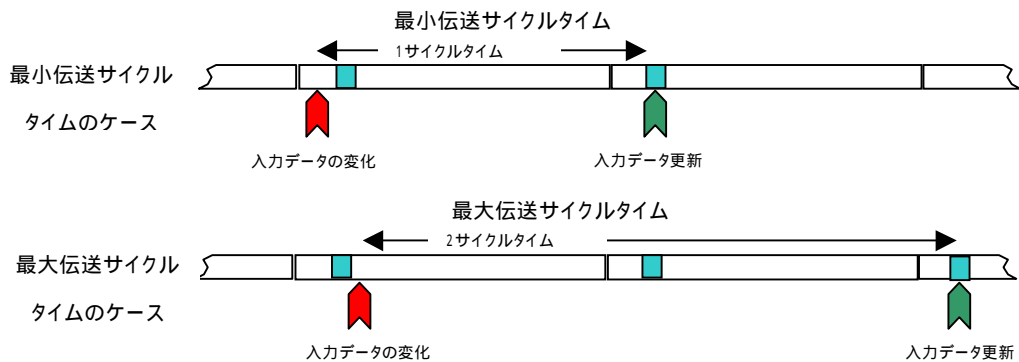 最小伝送サイクルタイム
1サイクルタイム
最小伝送サイクル
タイムのケース
入力データの変化
入力データ更新
最大伝送サイクルタイム
2サイクルタイム
最大伝送サイクル
タイムのケース
入力データの変化
入力データ更新